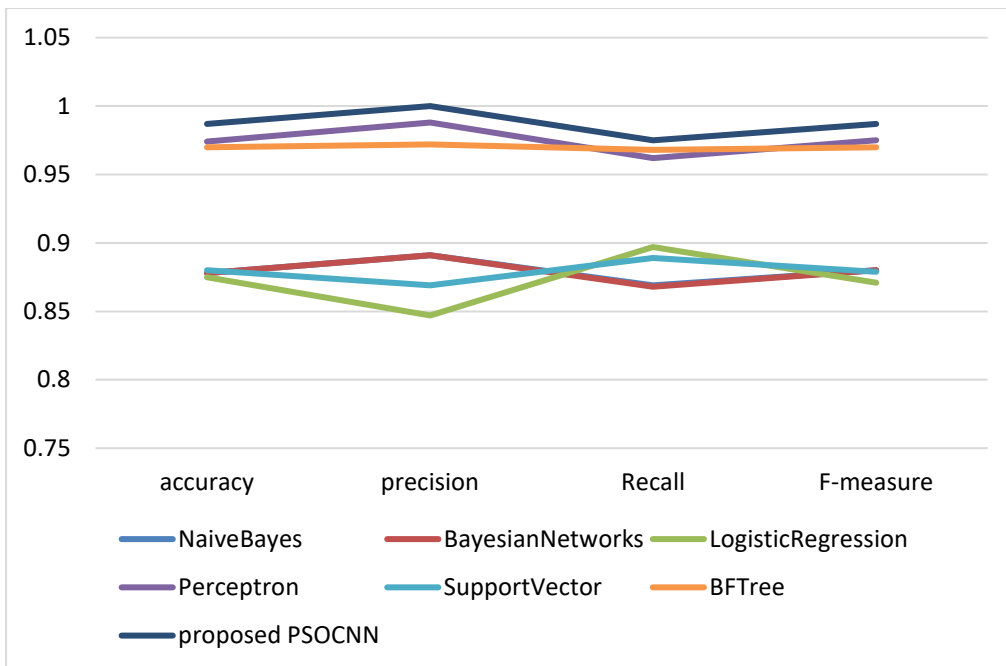 1.05
1
0.95
0.9
0.85
0.8
0.75
accuracy precision Recall F-measure
NaiveBayes BayesianNetworks LogisticRegression
Perceptron SupportVector BFTree
proposed PSOCNN